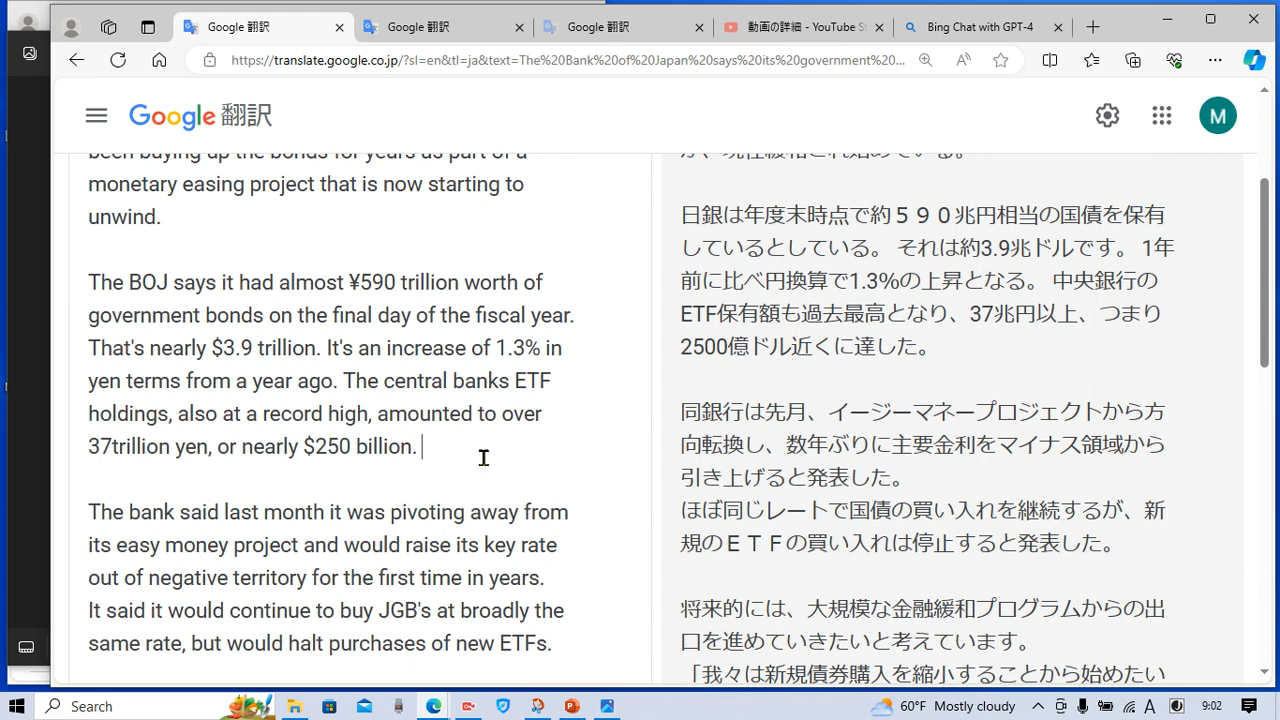 Google 翻訳
Google 翻訳
Google 翻訳
動画の詳細 - YouTube St
Bing Chat with GPT-4
https://translate.google.co.jp/?sl=en&tl=ja&text=The%20Bank%20of%20Japan%20says%20its%20government%20...
Google 翻訳
M
been buying up the bonds for years as part of a
monetary easing project that is now starting to
unwind.
The BOJ says it had almost ¥590 trillion worth of
government bonds on the final day of the fiscal year.
That's nearly $3.9 trillion. It's an increase of 1.3% in
yen terms from a year ago. The central banks ETF
holdings, also at a record high, amounted to over
37trillion yen, or nearly $250 billion.
The bank said last month it was pivoting away from
its easy money project and would raise its key rate
out of negative territory for the first time in years.
It said it would continue to buy JGB's at broadly the
same rate, but would halt purchases of new ETFs.
が、現在緩和され始めている。
日銀は年度末時点で約５９０兆円相当の国債を保有
しているとしている。 それは約3.9兆ドルです。 1年
前に比べ円換算で1.3%の上昇となる。 中央銀行の
ETF保有額も過去最高となり、37兆円以上、つまり
2500億ドル近くに達した。
同銀行は先月、イージーマネープロジェクトから方
向転換し、数年ぶりに主要金利をマイナス領域から
引き上げると発表した。
ほぼ同じレートで国債の買い入れを継続するが、新
規のＥＴＦの買い入れは停止すると発表した。
将来的には、大規模な金融緩和プログラムからの出
口を進めていきたいと考えています。
「我々は新規債券購入を縮小することから始めたい
Search
60°F Mostly cloudy
A
9:02